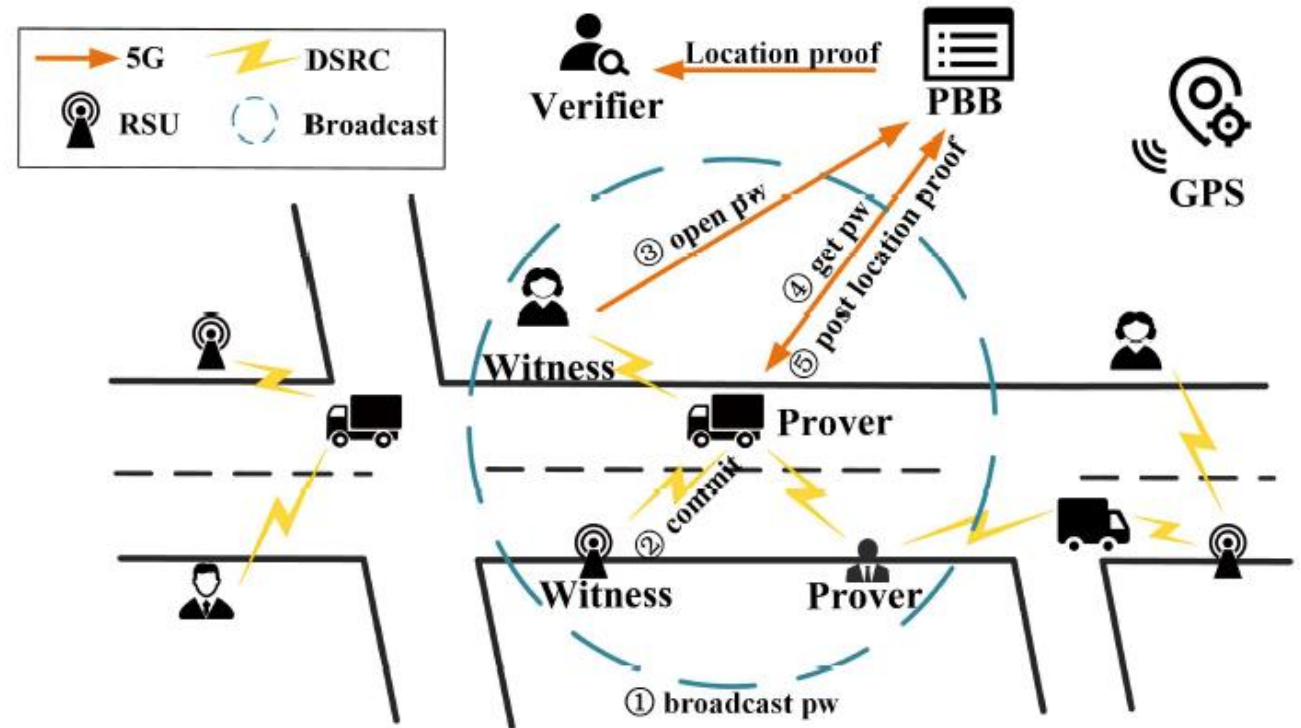 5G
DSRC
RSU
Broadcast
Verifier
Location proof
PBB
GPS
③ open pw
④ get pw
⑤ post location proof
Witness
Prover
② commit
Witness
Prover
① broadcast pw